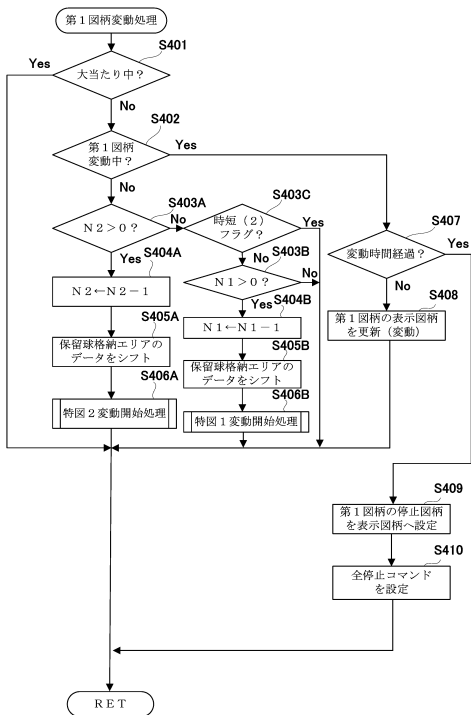 第１図柄変動処理
S401
Yes
大当たり中？
No
S402
第１図柄
変動中？
Yes
No
S403A
N２＞０？
No
Yes
S403C
時短（２）
フラグ？
Yes
No
S403B
N１＞０？
No
Yes
S407
変動時間経過？
Yes
No
S404A
N２←N２－１
S404B
N１←N１－１
S408
第１図柄の表示図柄
を更新（変動）
S405A
保留球格納エリアの
データをシフト
S405B
保留球格納エリアの
データをシフト
S406A
特図２変動開始処理
S406B
特図１変動開始処理
S409
第１図柄の停止図柄
を表示図柄へ設定
S410
全停止コマンド
を設定
RET